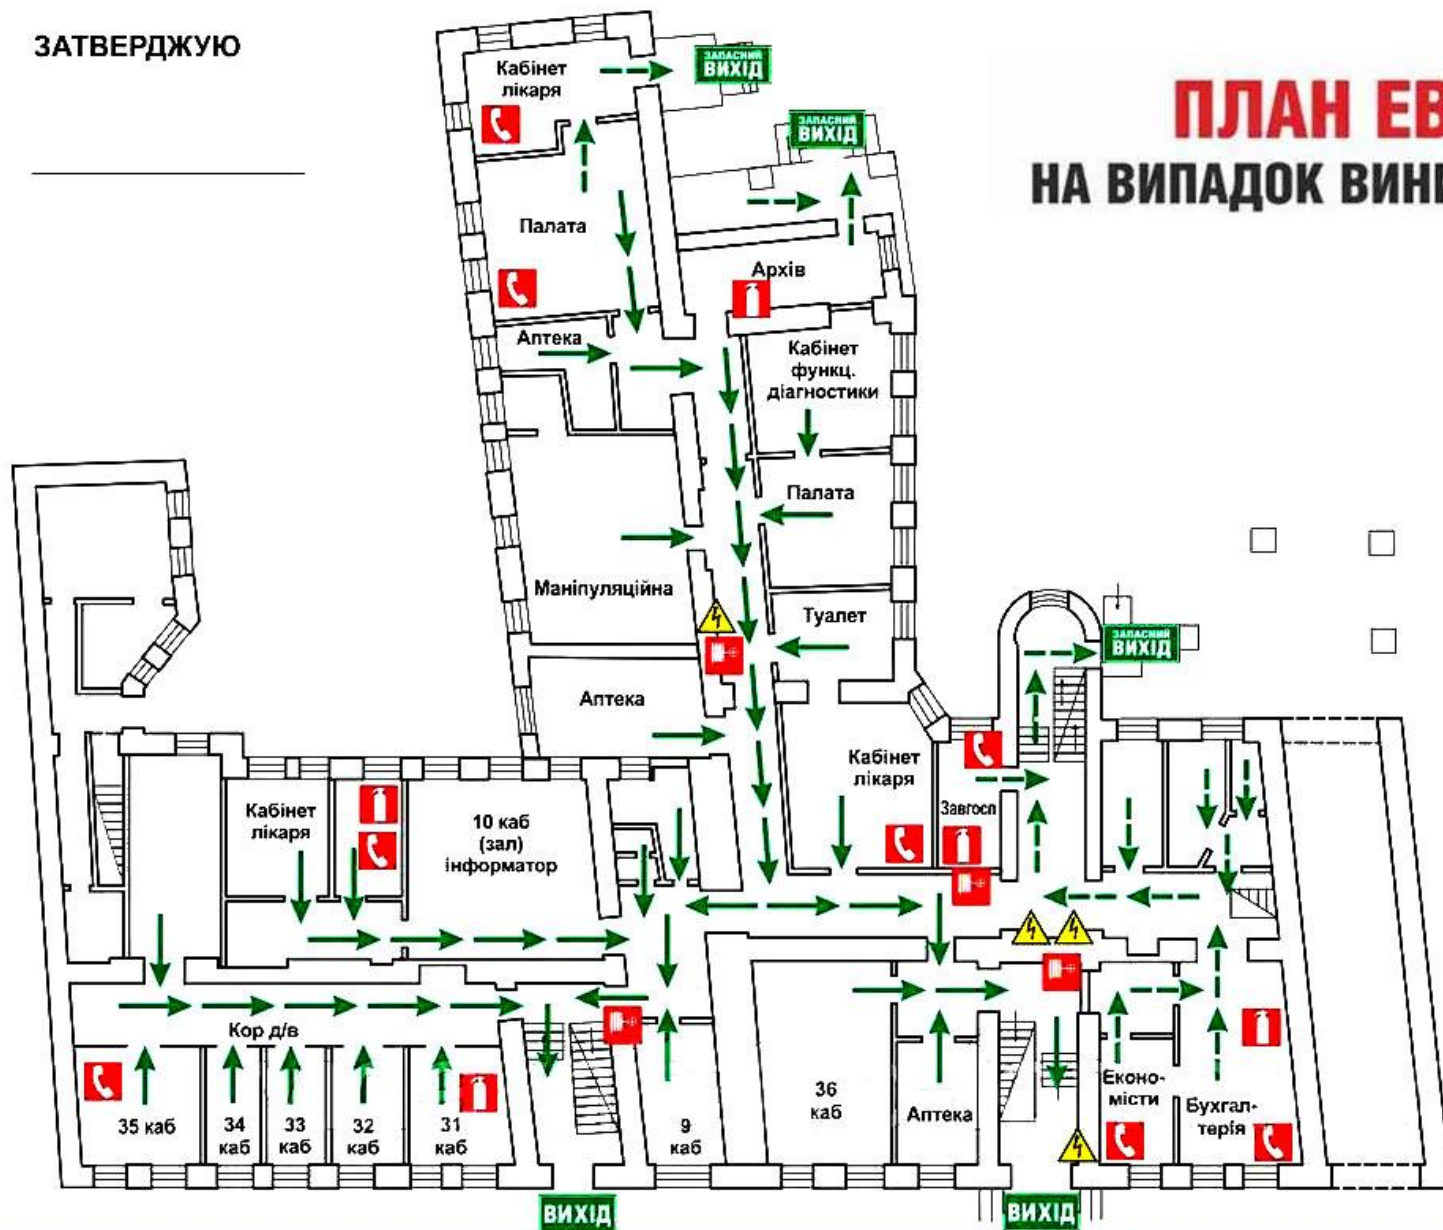 ЗАТВЕРДЖУЮ
ПЛАН ЕВ
НА ВИПАДОК ВИН
ЗАПАСНИЙ
ВИХІД
Кабінет
лікаря
ЗАПАСНИЙ
ВИХІД
Палата
Архів
Аптека
Кабінет
функц.
діагностики
Палата
Маніпуляційна
Туалет
ЗАПАСНИЙ
ВИХІД
Аптека
Кабінет
лікаря
Завгосп
Кабінет
лікаря
10 каб
(зал)
інформатор
Кор д/в
35 каб
34
каб
33
каб
32
каб
31
каб
9
каб
36
каб
Аптека
Еконо-
місти
Бухгал-
терія
ВИХІД
ВИХІД